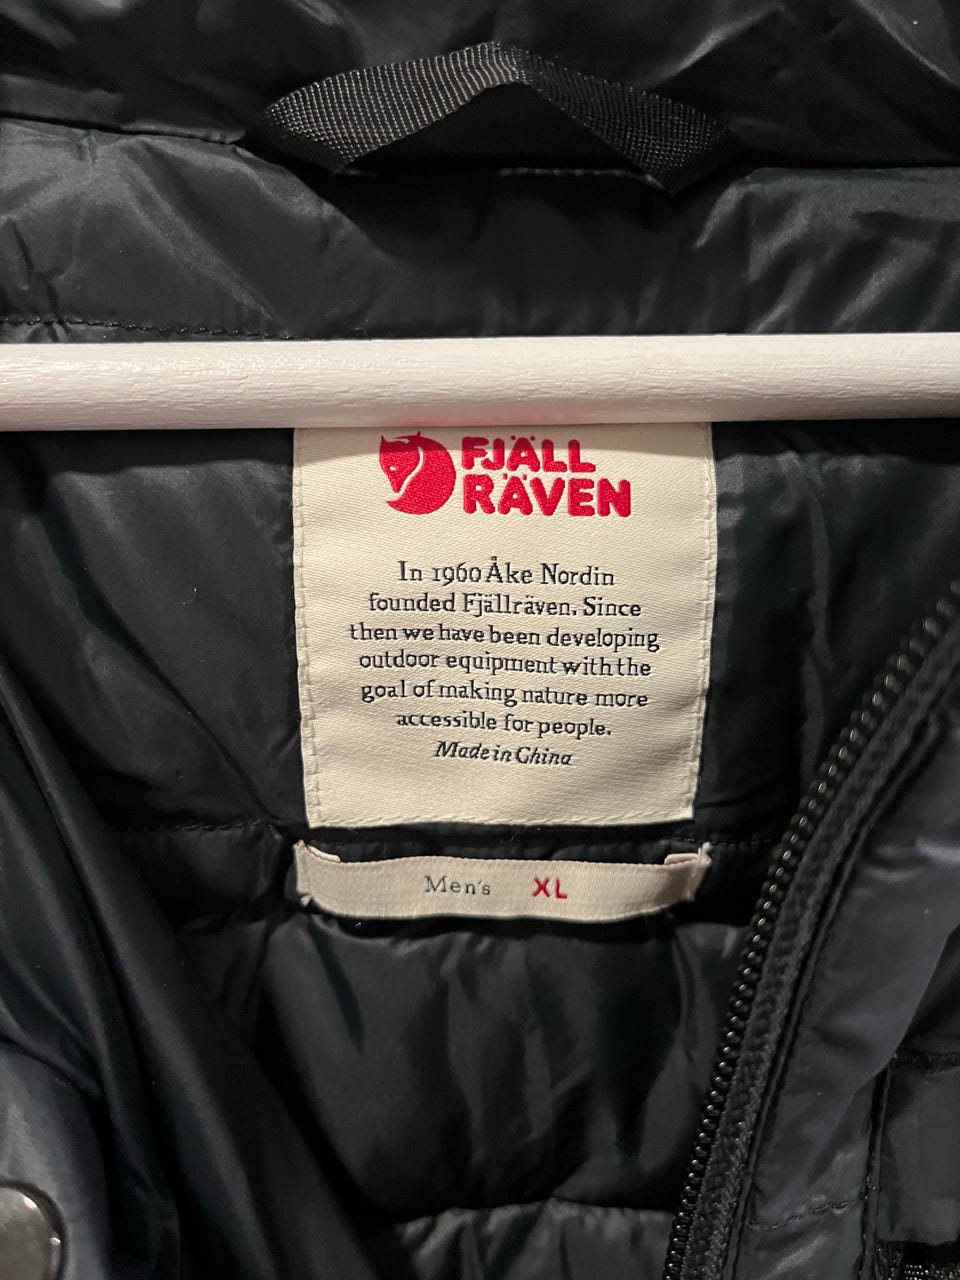 FJÄLL
RÄVEN
In 1960 Åke Nordin
founded Fjällräven. Since
then we have been developing
outdoor equipment with the
goal of making nature more
accessible for people.
Made in China
Men's XL